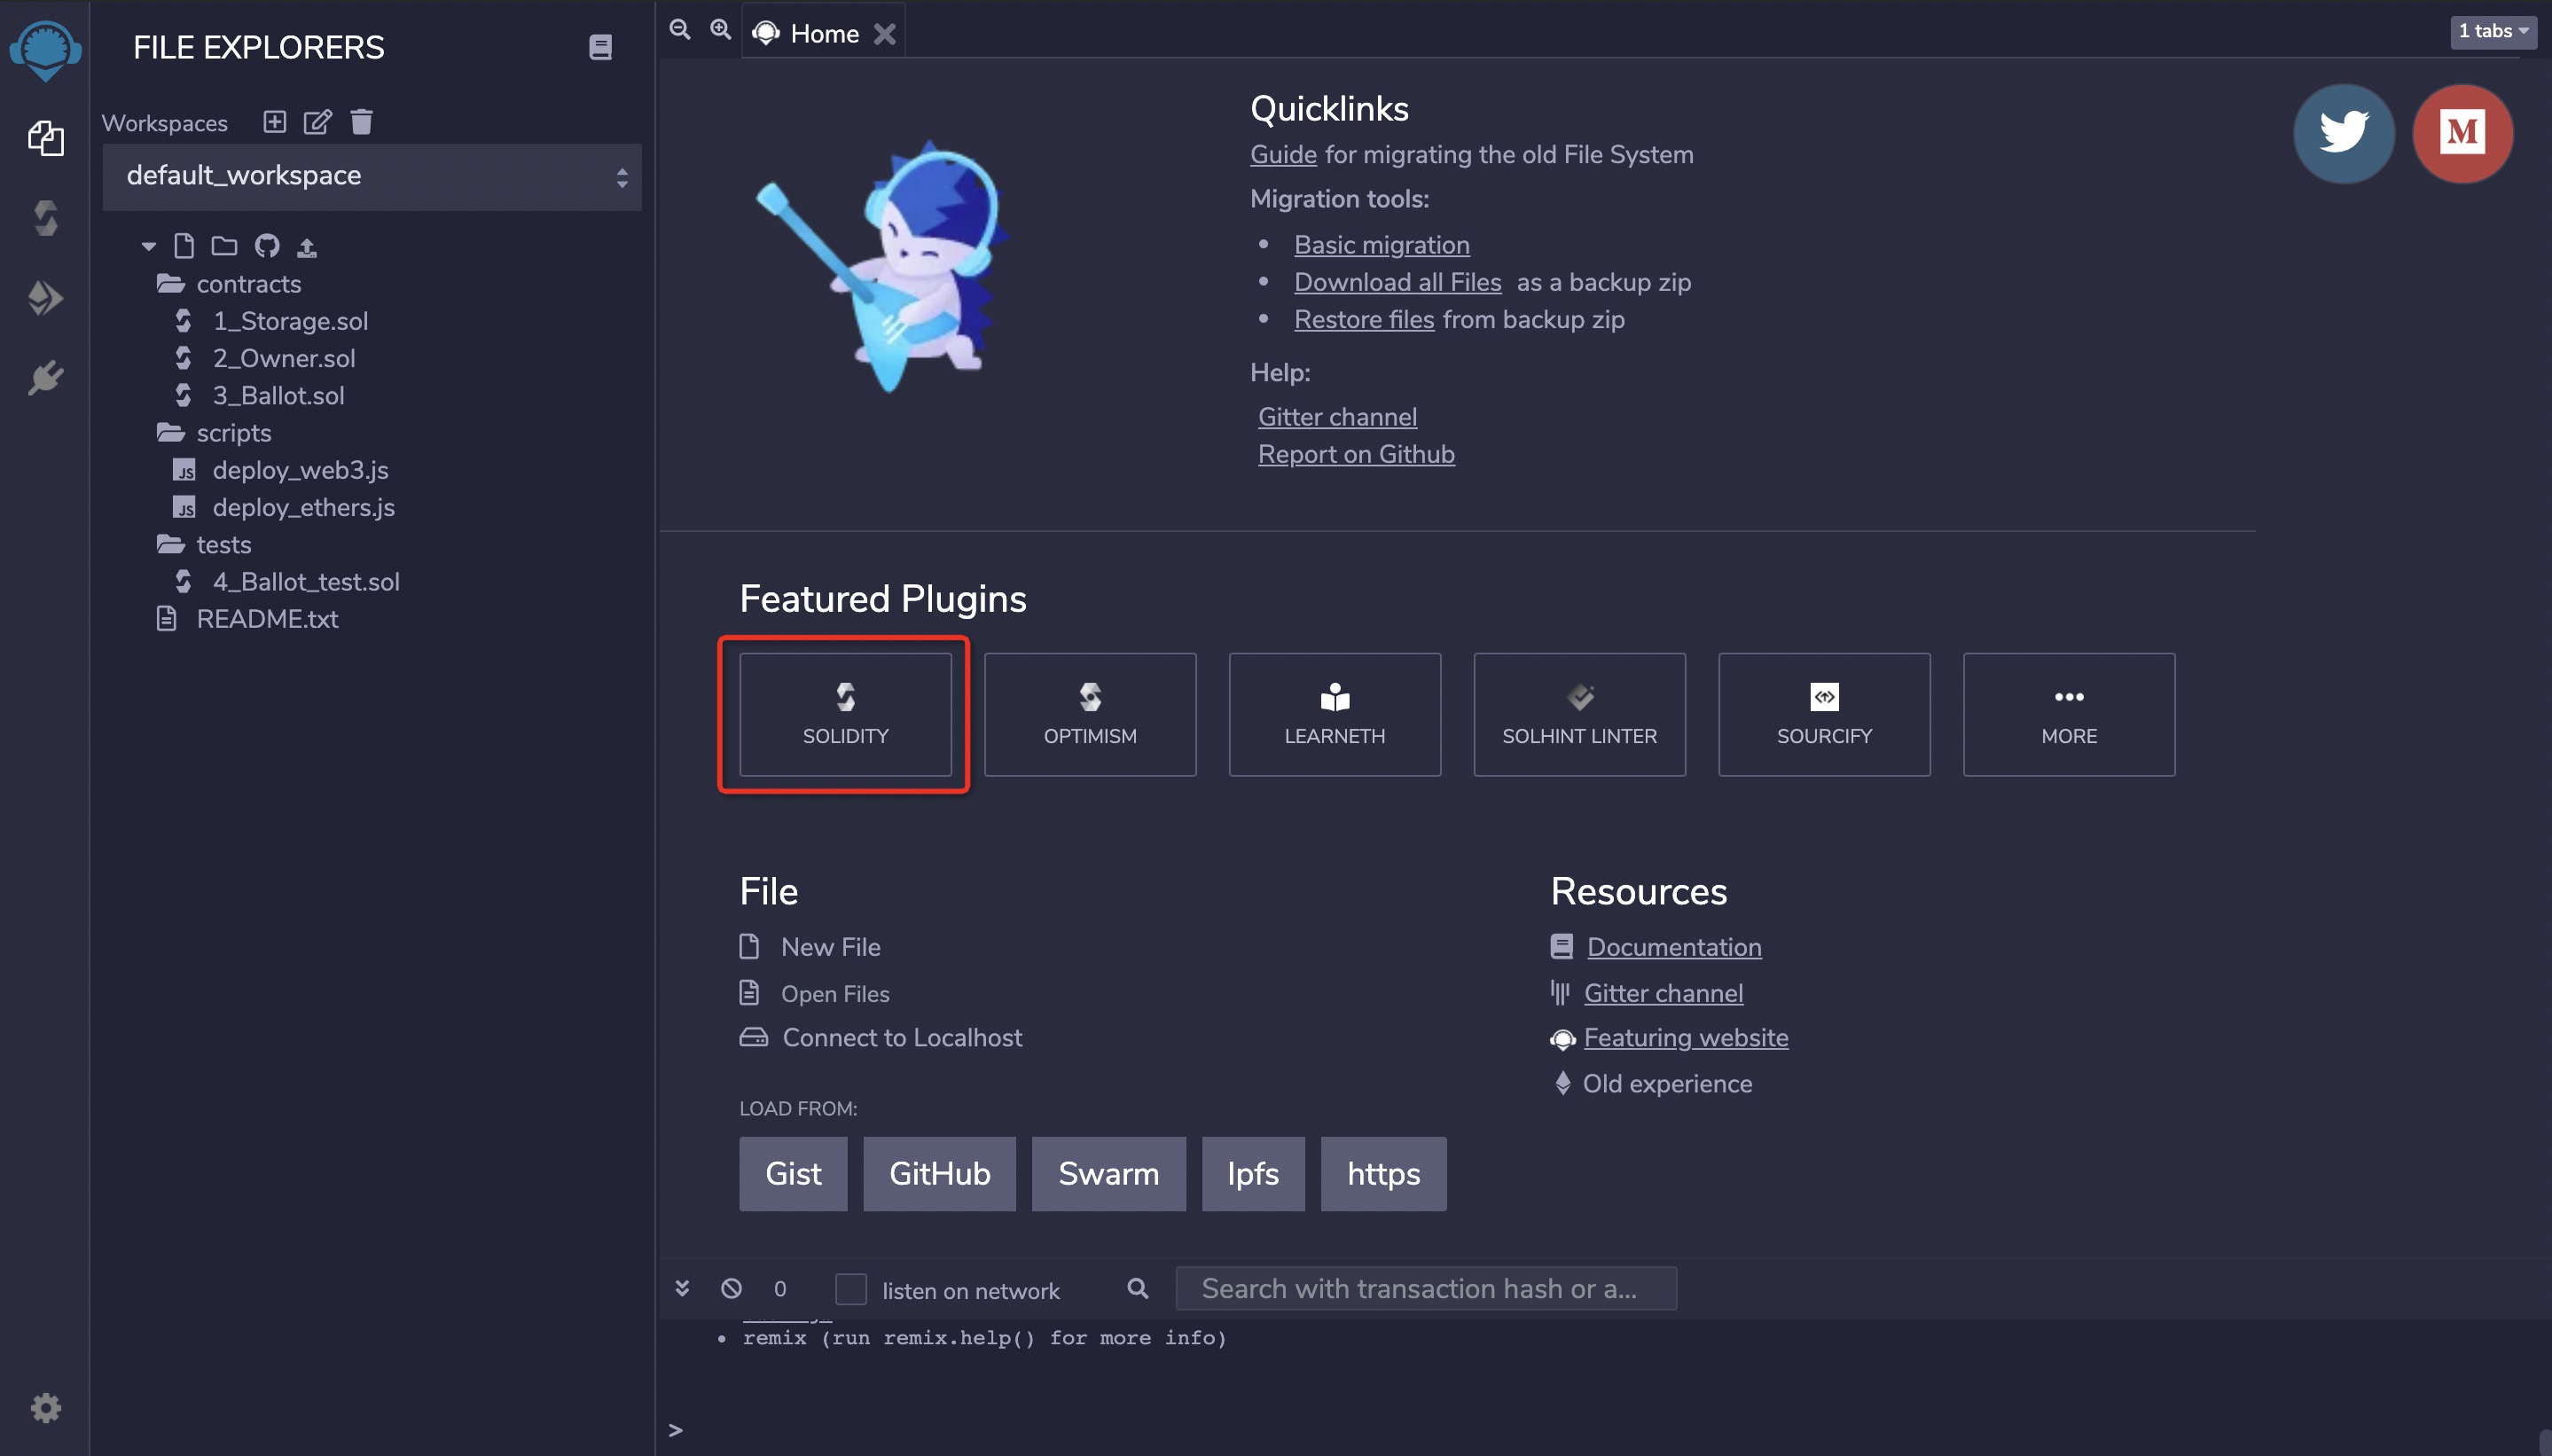 FILE EXPLORERS
Workspaces
default_workspace
contracts
1_Storage.sol
2_Owner.sol
3_Ballot.sol
scripts
JS deploy_web3.js
JS deploy_ethers.js
tests
4_Ballot_test.sol
README.txt
Home
1 tabs
Quicklinks
Guide for migrating the old File System
Migration tools:
• Basic migration
• Download all Files as a backup zip
• Restore files from backup zip
Help:
Gitter channel
Report on Github
M
Featured Plugins
SOLIDITY
OPTIMISM
LEARNETH
SOLHINT LINTER
SOURCIFY
MORE
File
New File
Open Files
Connect to Localhost
LOAD FROM:
Gist
GitHub
Swarm
Ipfs
https
Resources
Documentation
Gitter channel
Featuring website
Old experience
0
listen on network
Search with transaction hash or a...
• remix (run remix.help() for more info)
>